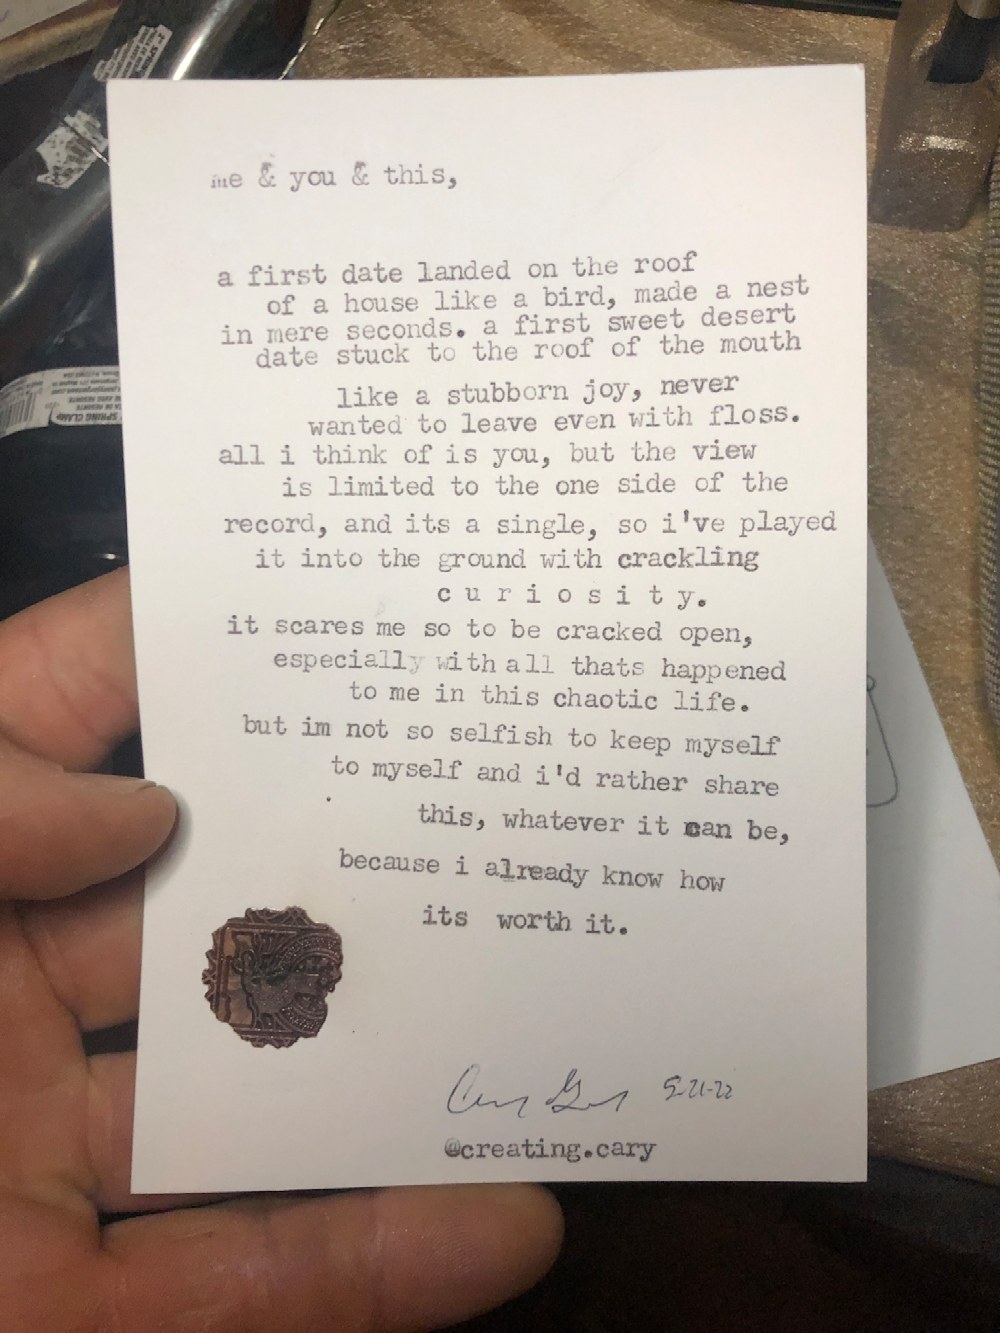 me & you & this,
a first date landed on the roof
of a house like a bird, made a nest
in mere seconds. a first sweet desert
date stuck to the roof of the mouth
like a stubborn joy, never
wanted to leave even with floss.
all i think of is you, but the view
is limited to the one side of the
record, and its a single, so i've played
it into the ground with crackling
c u r i o s i t y.
it scares me so to be cracked open,
especially with all thats happened
to me in this chaotic life.
but im not so selfish to keep myself
to myself and i'd rather share
this, whatever it can be,
because i already know how
its worth it.
5-21-22
@creating.cary
SPRING CLAMP